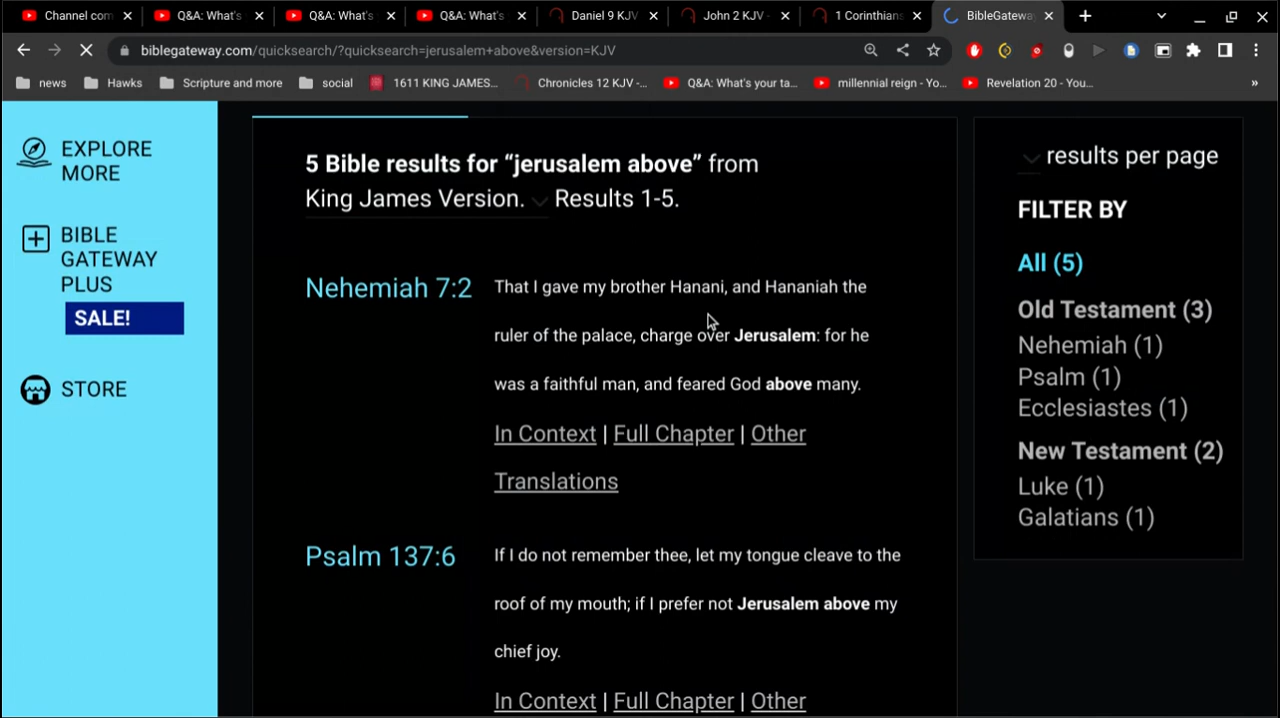 Channel com
Q&A: What's
Q&A: What's
Q&A: What's
Daniel 9 KJV
John 2 KJV -
1 Corinthians
BibleGatewa
biblegateway.com/quicksearch/?quicksearch=jerusalem+above&version=KJV
news
Hawks
Scripture and more
social
1611 KING JAMES...
Chronicles 12 KJV -...
Q&A: What's your ta...
millennial reign - Yo...
Revelation 20 - You...
»
EXPLORE
MORE
BIBLE
GATEWAY
PLUS
SALE!
STORE
5 Bible results for “jerusalem above” from
King James Version. Results 1-5.
Nehemiah 7:2
That I gave my brother Hanani, and Hananiah the
ruler of the palace, charge over Jerusalem: for he
was a faithful man, and feared God above many.
In Context | Full Chapter | Other
Translations
Psalm 137:6
If I do not remember thee, let my tongue cleave to the
roof of my mouth; if I prefer not Jerusalem above my
chief joy.
In Context | Full Chapter | Other
results per page
FILTER BY
All (5)
Old Testament (3)
Nehemiah (1)
Psalm (1)
Ecclesiastes (1)
New Testament (2)
Luke (1)
Galatians (1)